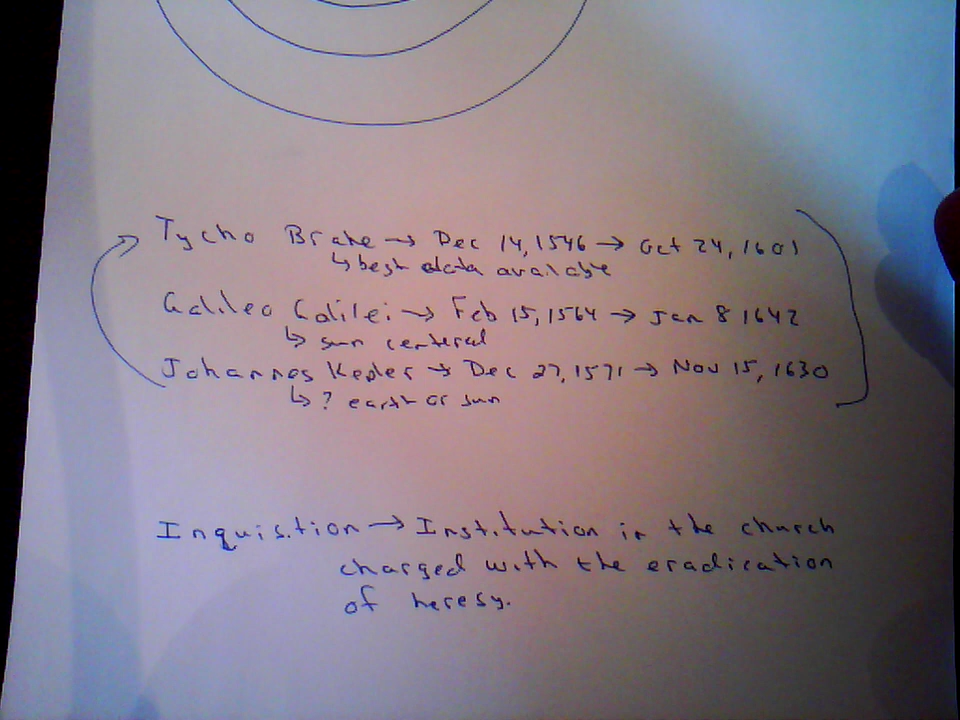 Tycho Brahe → Dec 14, 1546 → Oct 24, 1601
↳ best data available
Galileo Galilei → Feb 15, 1564 → Jan 8 1642
↳ sun centeral
Johannes Kepler → Dec 27, 1571 → Nov 15, 1630
↳ ? earth or sun
Inquisition → Institution in the church
charged with the eradication
of heresy.